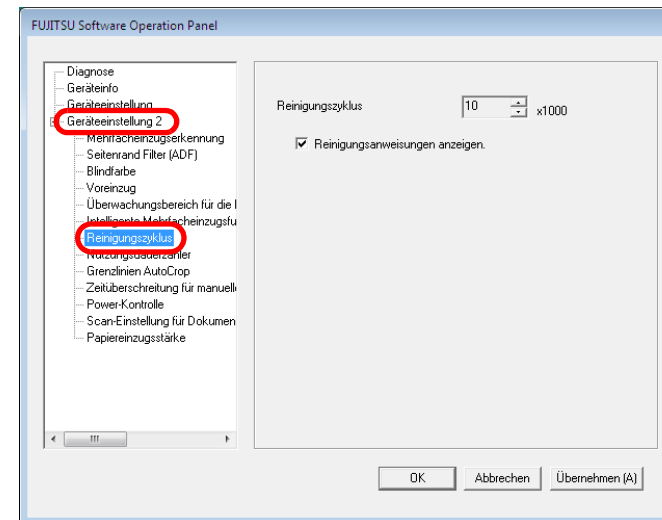 FUJITSU Software Operation Panel
Diagnose
Geräteinfo
Geräteeinstellung
Geräteeinstellung 2
Mehrfacheinzugserkennung
Seitenrand Filter (ADF)
Blindfarbe
Voreinzug
Überwachungsbereich für die I
Intelligente Mehrfacheinzugsfu
Reinigungszyklus
Nutzungsdauerzähler
Grenzlinien AutoCrop
Zeitüberschreitung für manuell
Power-Kontrolle
Scan-Einstellung für Dokumen
Papiereinzugsstärke
Reinigungszyklus 10 x1000
Reinigungsanweisungen anzeigen.
OK Abbrechen Übernehmen (A)